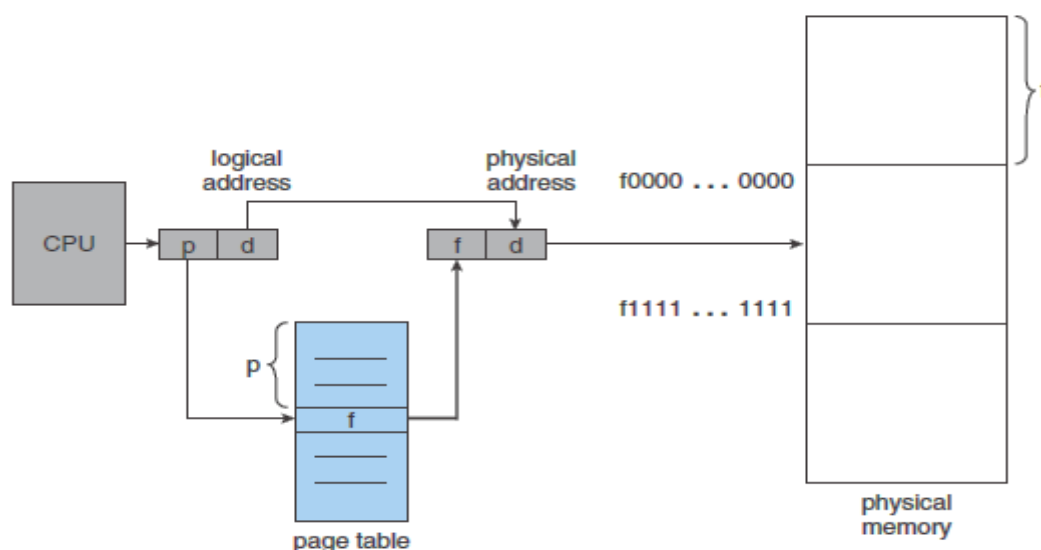 logical
address
physical
address
f0000 ... 0000
CPU
p
d
f
d
f1111 ... 1111
p
f
page table
physical
memory